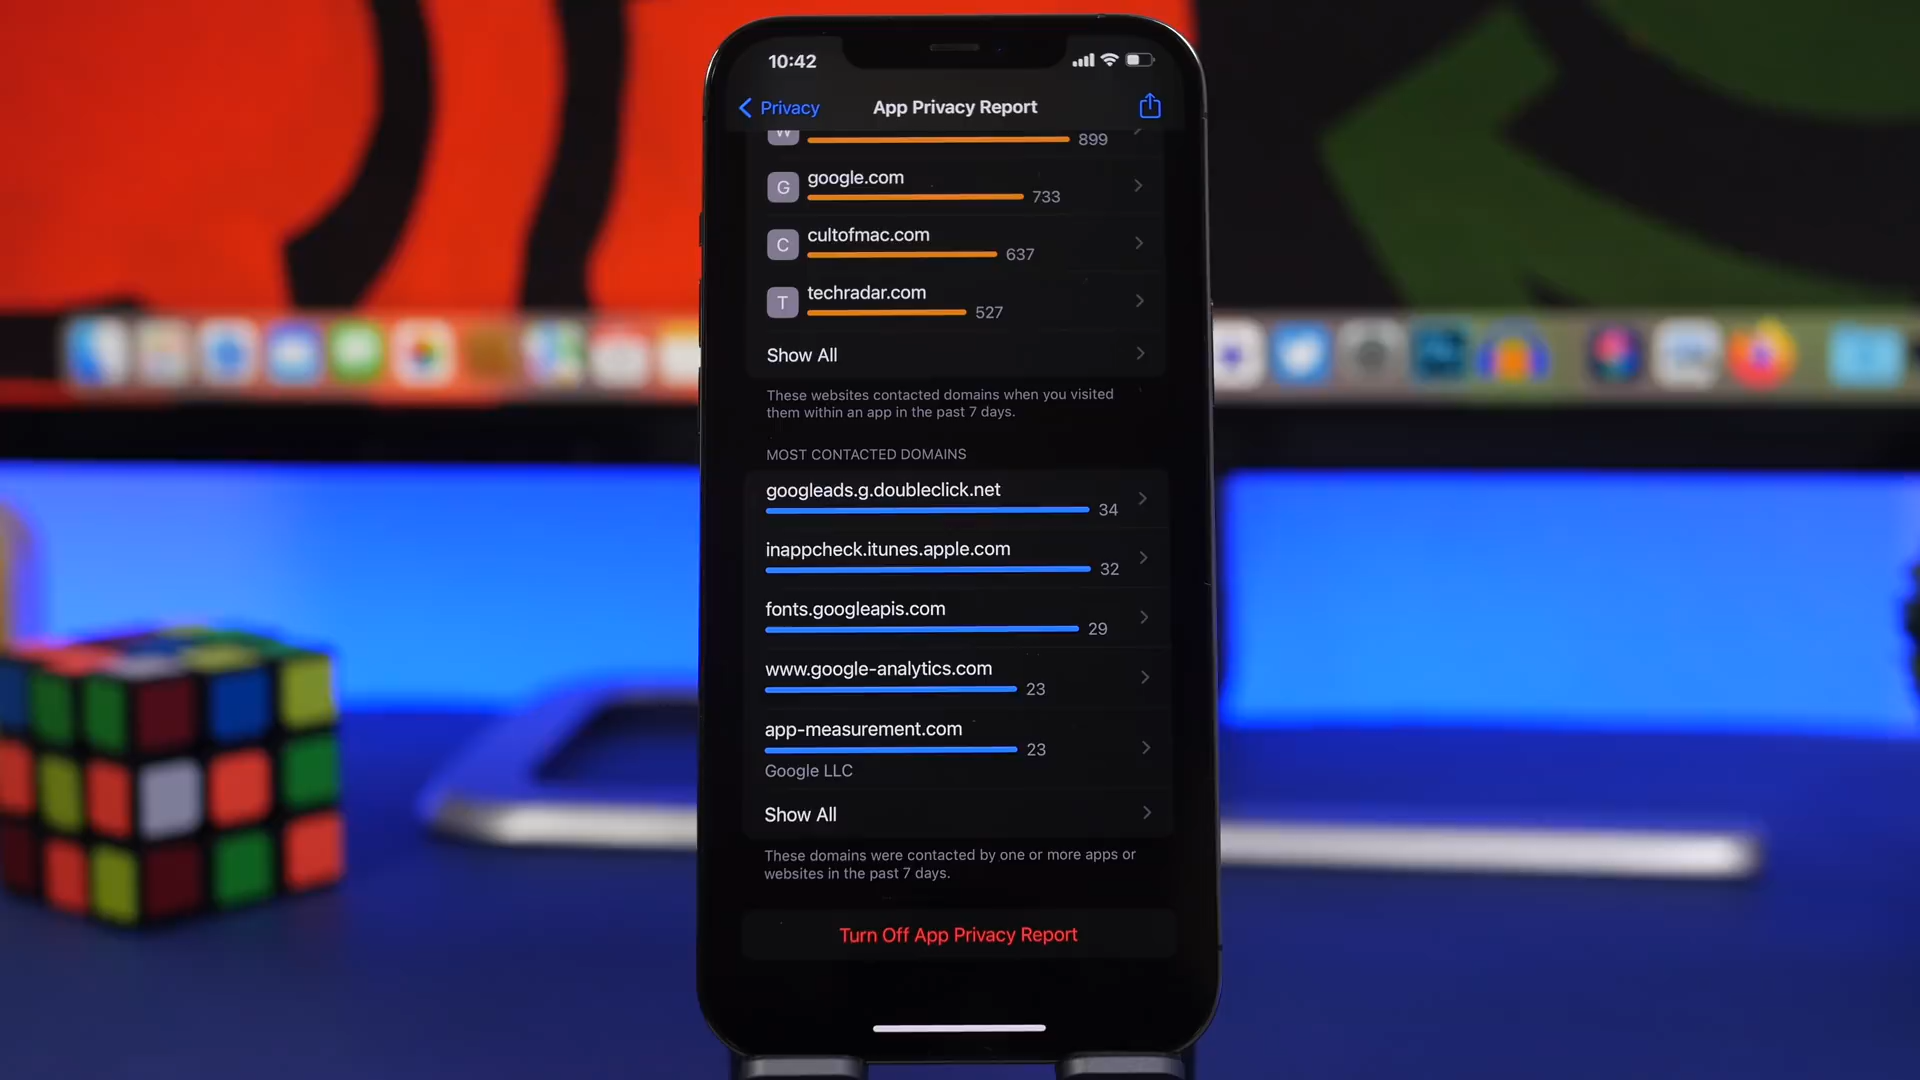 10:42
Privacy
App Privacy Report
W
899
G
google.com
733
C
cultofmac.com
637
T
techradar.com
527
Show All
These websites contacted domains when you visited
them within an app in the past 7 days.
MOST CONTACTED DOMAINS
googleads.g.doubleclick.net
34
inappcheck.itunes.apple.com
32
fonts.googleapis.com
29
www.google-analytics.com
23
app-measurement.com
23
Google LLC
Show All
These domains were contacted by one or more apps or
websites in the past 7 days.
Turn Off App Privacy Report